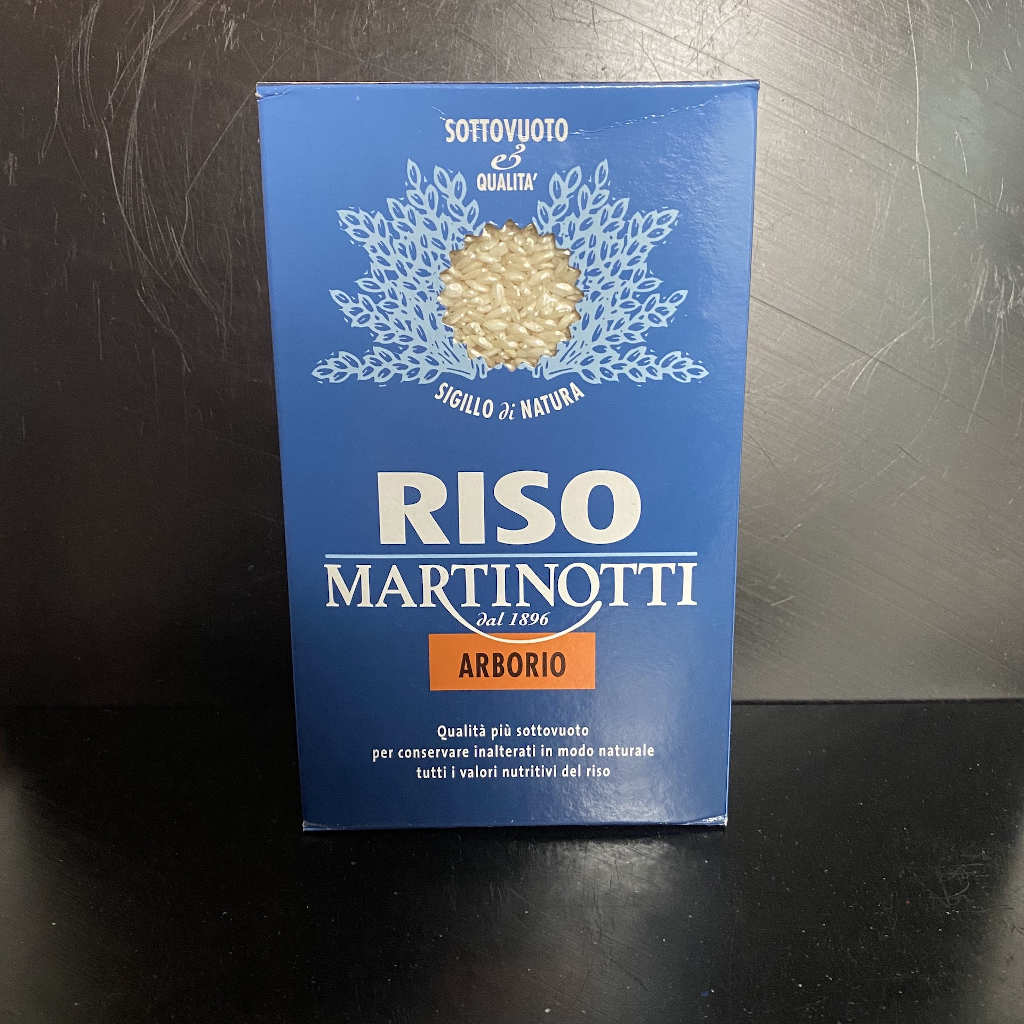 SOTTOVUOTO
&
QUALITA'
SIGILLO di NATURA
RISO
MARTINOTTI
dal 1896
ARBORIO
Qualità più sottovuoto
per conservare inalterati in modo naturale
tutti i valori nutritivi del riso